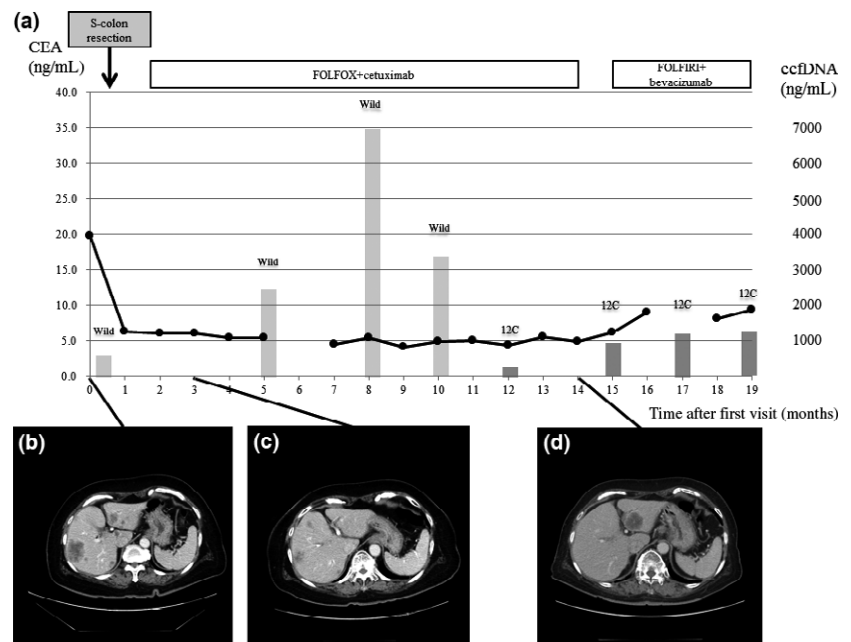 (a)
S-colon
resection
CEA
(ng/mL)
FOLFOX+cetuximab
FOLFIRI+
bevacizumab
ccfDNA
(ng/mL)
40.0
35.0
30.0
25.0
20.0
15.0
10.0
5.0
0.0
7000
6000
5000
4000
3000
2000
1000
Wild
Wild
Wild
Wild
12C
12C
12C
12C
0 1 2 3 4 5 6 7 8 9 10 11 12 13 14 15 16 17 18 19
Time after first visit (months)
(b)
(c)
(d)